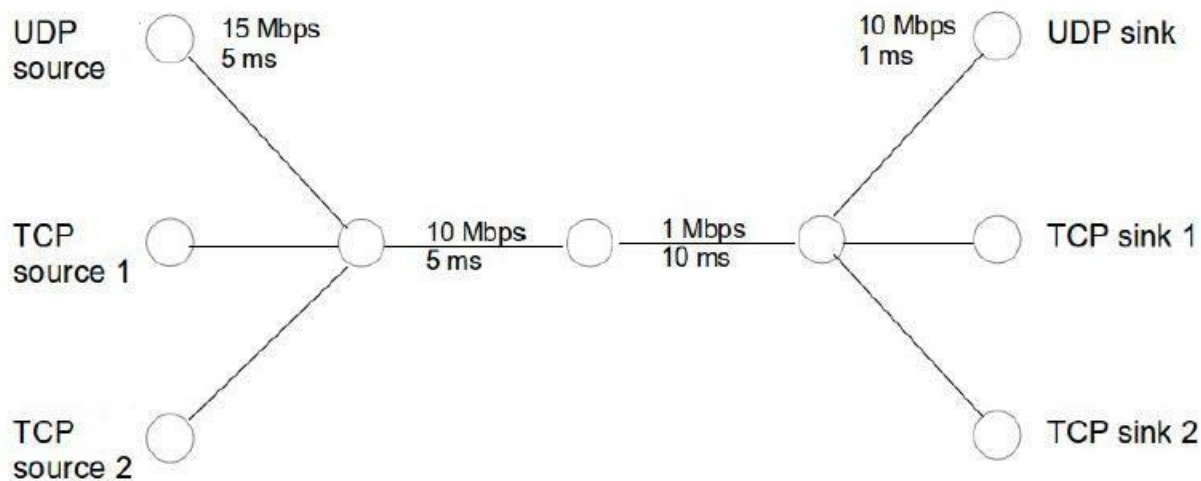 UDP
source
15 Mbps
5 ms
10 Mbps
1 ms
UDP sink
TCP
source 1
10 Mbps
5 ms
1 Mbps
10 ms
TCP sink 1
TCP
source 2
TCP sink 2